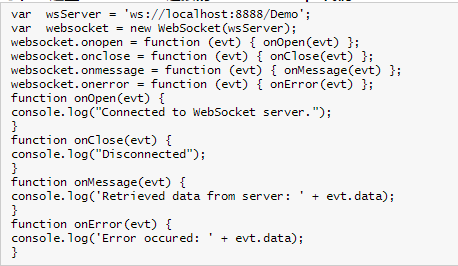 var  wsServer = 'ws://localhost:8888/Demo';
var  websocket = new WebSocket(wsServer);
websocket.onopen = function (evt) { onOpen(evt) };
websocket.onclose = function (evt) { onClose(evt) };
websocket.onmessage = function (evt) { onMessage(evt) };
websocket.onerror = function (evt) { onError(evt) };
function onOpen(evt) {
console.log("Connected to WebSocket server.");
}
function onClose(evt) {
console.log("Disconnected");
}
function onMessage(evt) {
console.log('Retrieved data from server: ' + evt.data);
}
function onError(evt) {
console.log('Error occured: ' + evt.data);
}